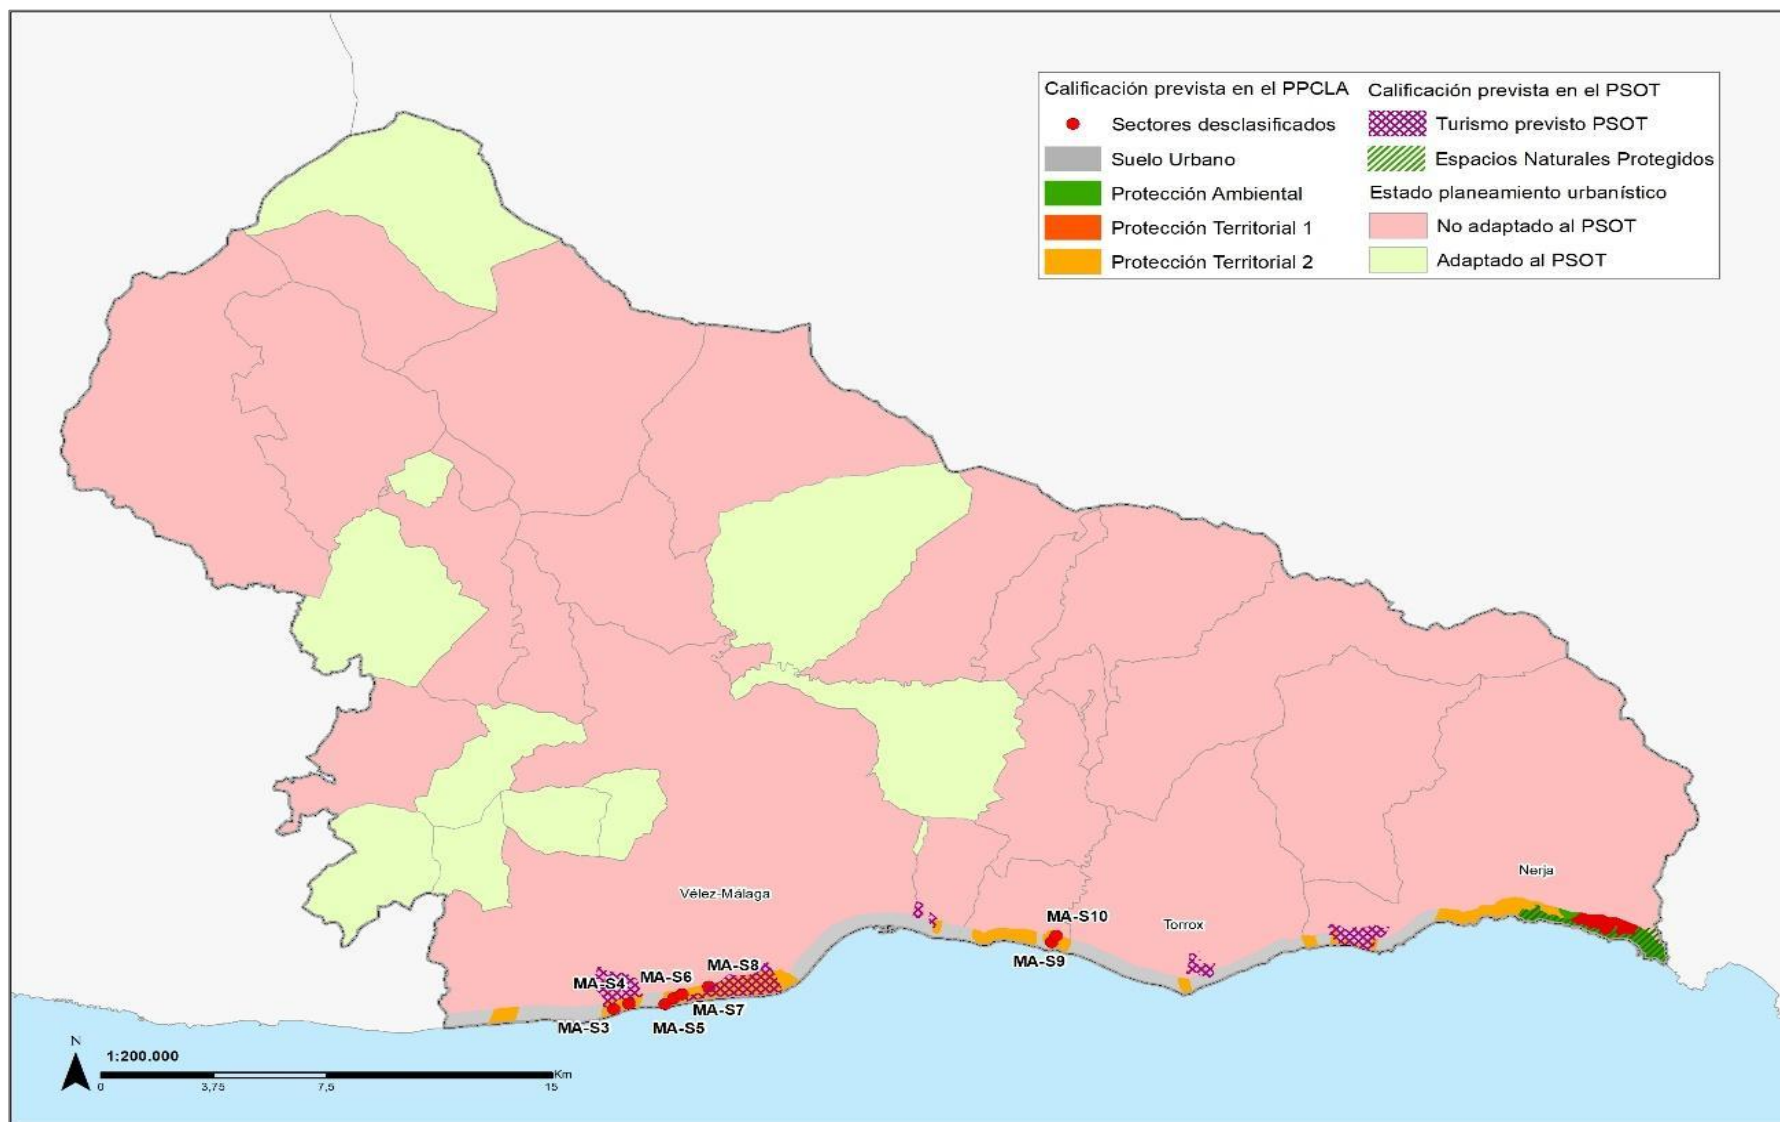 Calificación prevista en el PPCLA
Sectores desclasificados
Suelo Urbano
Protección Ambiental
Protección Territorial 1
Protección Territorial 2
Calificación prevista en el PSOT
Turismo previsto PSOT
Espacios Naturales Protegidos
Estado planeamiento urbanístico
No adaptado al PSOT
Adaptado al PSOT
Nerja
Vélez-Málaga
MA-S10
Torrox
MA-S9
MA-S8
MA-S6
MA-S4
MA-S7
MA-S3
MA-S5
N
1:200.000
Km
0 3,75 7,5 15